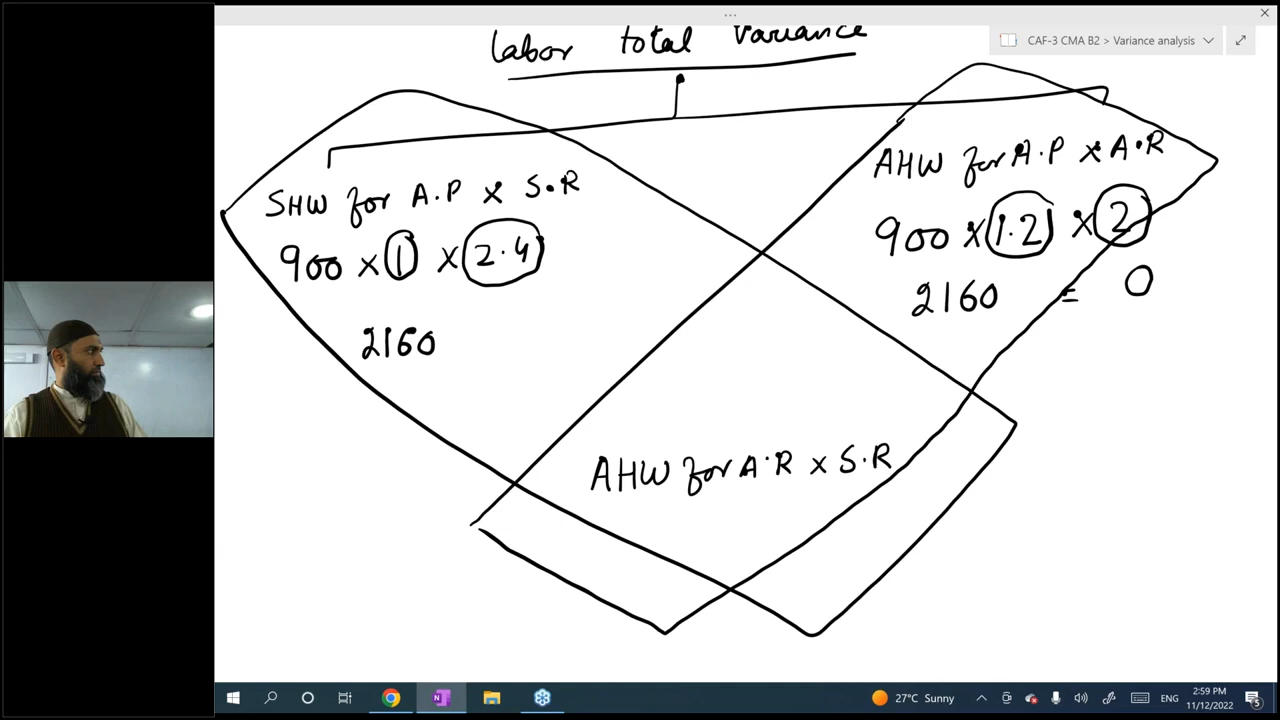 labor total variance
CAF-3 CMA B2 > Variance analysis
SHW for A.P x S.R
900 x 1 x 2.4
2160
AHW for A.P x A.R
900 x 1.2 x 2
2160 = 0
AHW for A.R x S.R
27°C Sunny
ENG
2:59 PM
11/12/2022
5